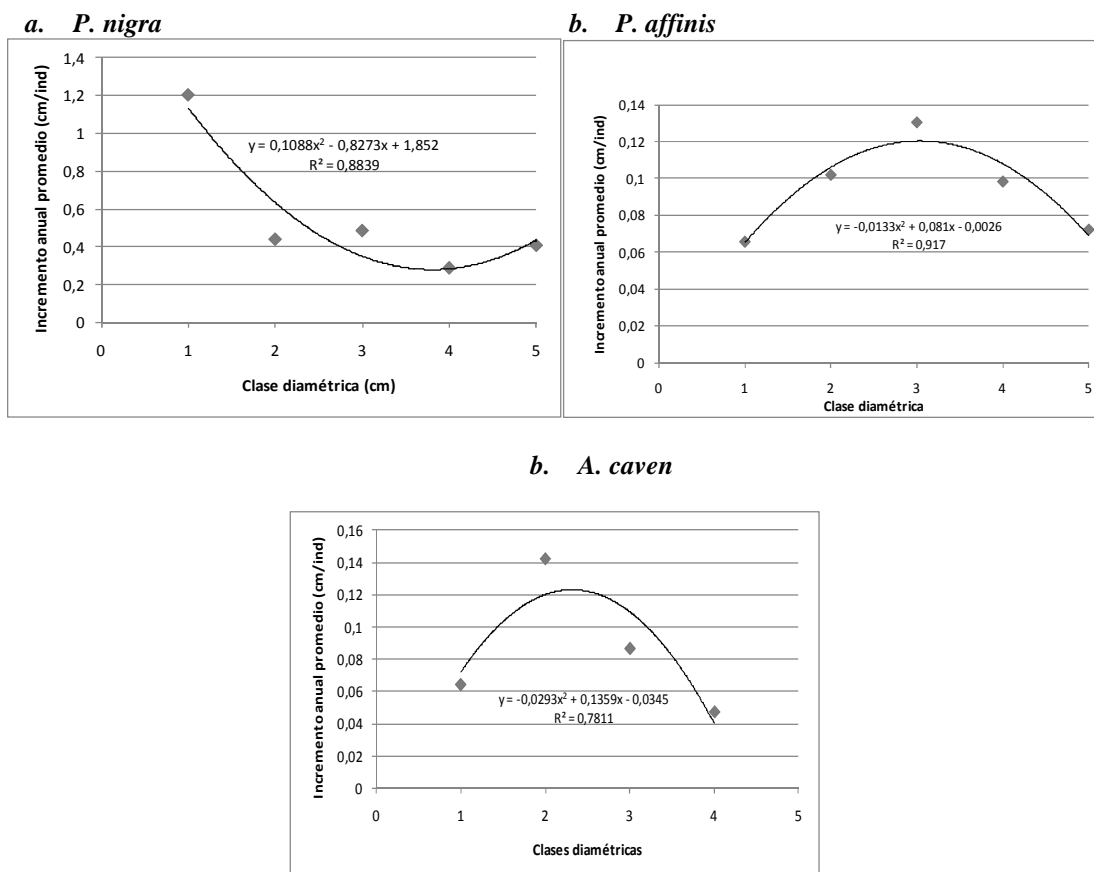 a. P. nigra
1,4
1,2
1
0,8
0,6
0,4
0,2
0
y = 0,1088x² - 0,8273x + 1,852
R² = 0,8839
0 1 2 3 4 5
Incremento anual promedio (cm/ind)
Clase diamétrica (cm)
b. P. affinis
0,14
0,12
0,1
0,08
0,06
0,04
0,02
0
y = -0,0133x² + 0,081x - 0,0026
R² = 0,917
0 1 2 3 4 5
Incremento anual promedio (cm/ind)
Clase diamétrica
b. A. caven
0,16
0,14
0,12
0,1
0,08
0,06
0,04
0,02
0
y = -0,0293x² + 0,1359x - 0,0345
R² = 0,7811
0 1 2 3 4 5
Incremento anual promedio (cm/ind)
Clases diamétricas